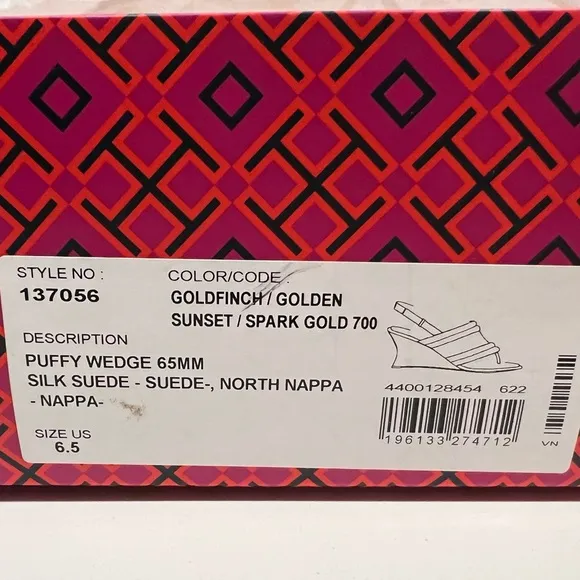 STYLE NO :
137056
COLOR/CODE :
GOLDFINCH / GOLDEN
SUNSET / SPARK GOLD 700
DESCRIPTION
PUFFY WEDGE 65MM
SILK SUEDE - SUEDE-, NORTH NAPPA
- NAPPA-
SIZE US
6.5
4400128454 622
196133 274712
VN